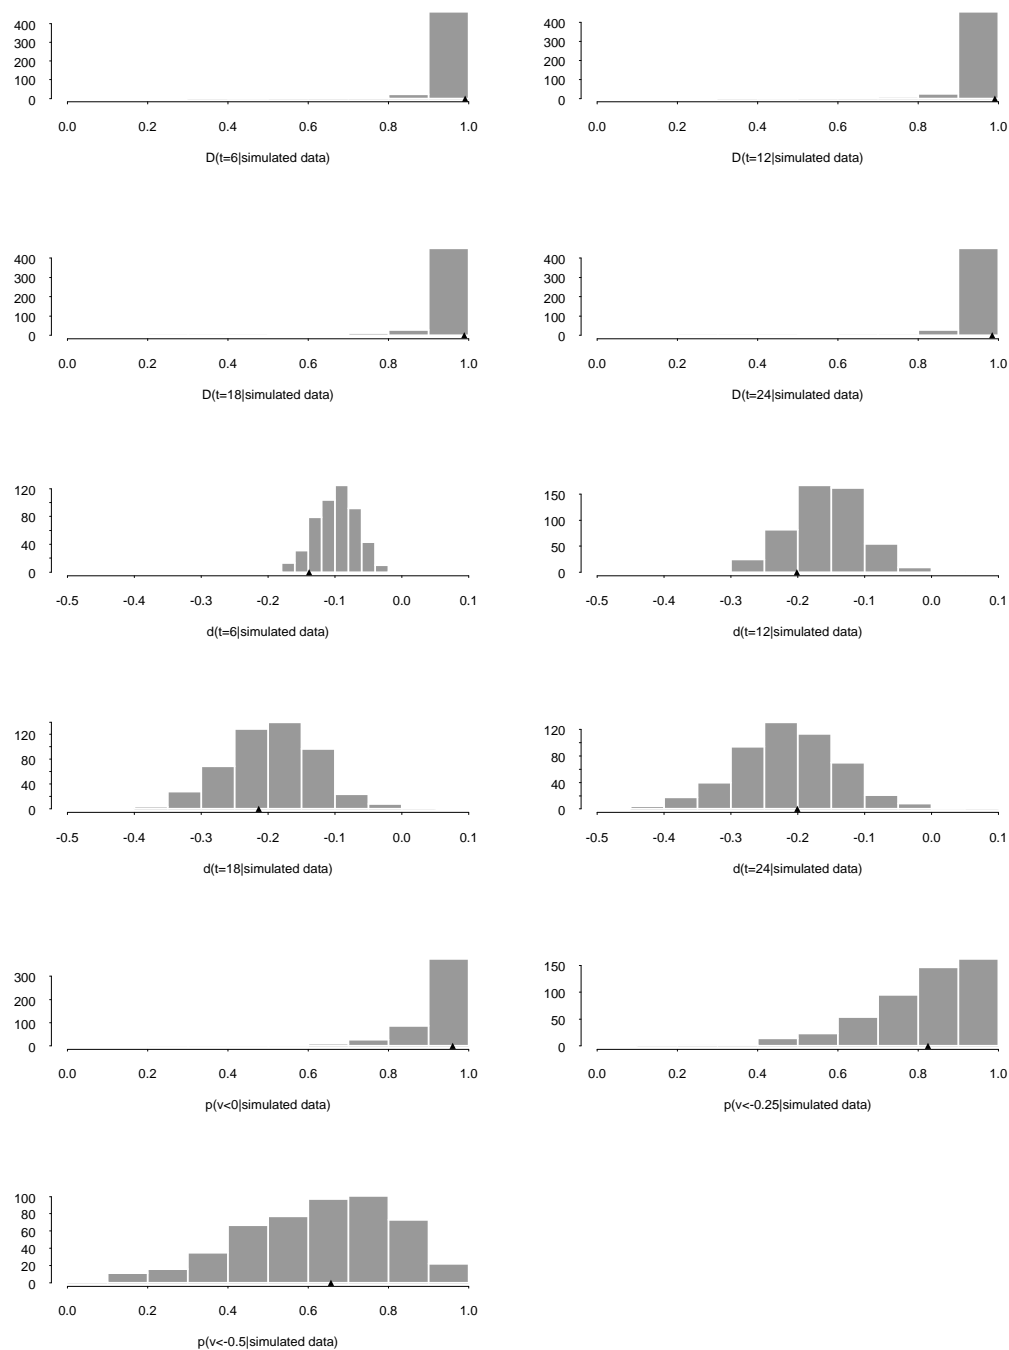 400
300
200
100
0
0.0 0.2 0.4 0.6 0.8 1.0
D(t=6|simulated data)
400
300
200
100
0
0.0 0.2 0.4 0.6 0.8 1.0
D(t=12|simulated data)
400
300
200
100
0
0.0 0.2 0.4 0.6 0.8 1.0
D(t=18|simulated data)
400
300
200
100
0
0.0 0.2 0.4 0.6 0.8 1.0
D(t=24|simulated data)
120
80
40
0
-0.5 -0.4 -0.3 -0.2 -0.1 0.0 0.1
d(t=6|simulated data)
150
100
50
0
-0.5 -0.4 -0.3 -0.2 -0.1 0.0 0.1
d(t=12|simulated data)
120
80
40
0
-0.5 -0.4 -0.3 -0.2 -0.1 0.0 0.1
d(t=18|simulated data)
120
80
40
0
-0.5 -0.4 -0.3 -0.2 -0.1 0.0 0.1
d(t=24|simulated data)
300
200
100
0
0.0 0.2 0.4 0.6 0.8 1.0
p(v<0|simulated data)
150
100
50
0
0.0 0.2 0.4 0.6 0.8 1.0
p(v<-0.25|simulated data)
100
80
60
40
20
0
0.0 0.2 0.4 0.6 0.8 1.0
p(v<-0.5|simulated data)